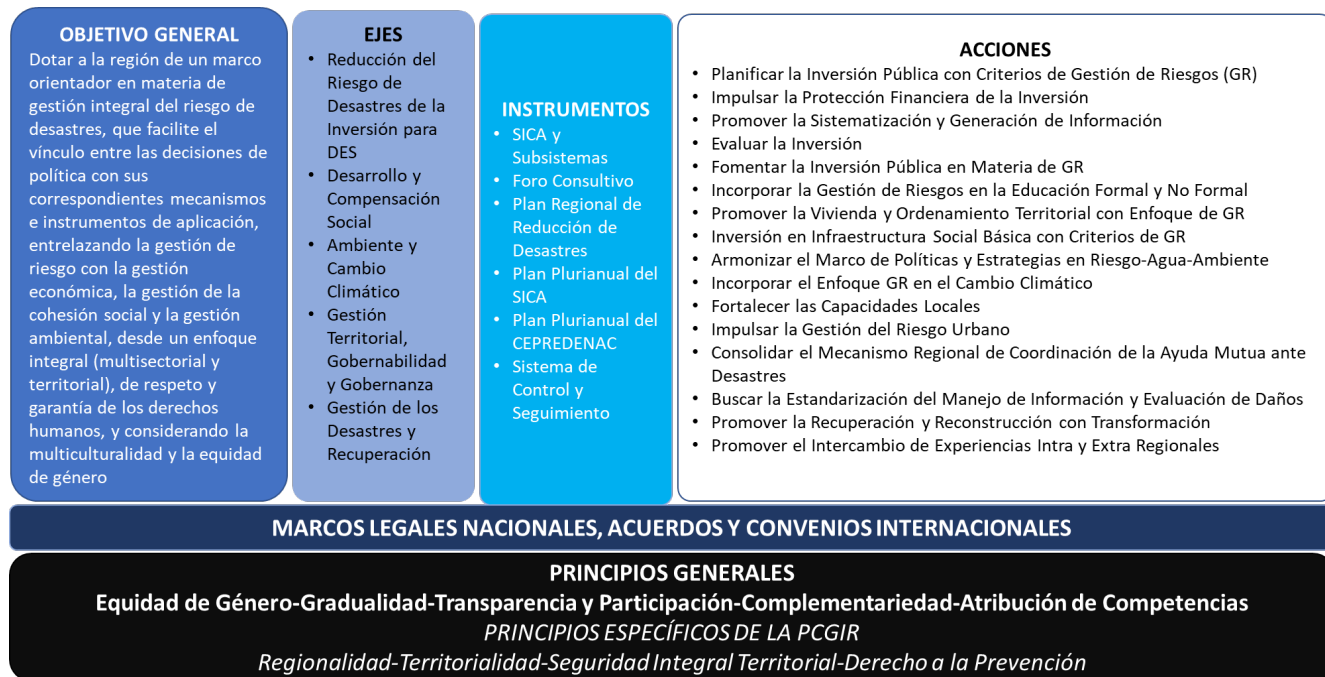 OBJETIVO GENERAL
Dotar a la región de un marco
orientador en materia de
gestión integral del riesgo de
desastres, que facilite el
vínculo entre las decisiones de
política con sus
correspondientes mecanismos
e instrumentos de aplicación,
entrelazando la gestión de
riesgo con la gestión
económica, la gestión de la
cohesión social y la gestión
ambiental, desde un enfoque
integral (multisectorial y
territorial), de respeto y
garantía de los derechos
humanos, y considerando la
multiculturalidad y la equidad
de género
EJES
• Reducción del
Riesgo de
Desastres de la
Inversión para
DES
• Desarrollo y
Compensación
Social
• Ambiente y
Cambio
Climático
• Gestión
Territorial,
Gobernabilidad
y Gobernanza
• Gestión de los
Desastres y
Recuperación
INSTRUMENTOS
• SICA y
Subsistemas
• Foro Consultivo
• Plan Regional de
Reducción de
Desastres
• Plan Plurianual del
SICA
• Plan Plurianual del
CEPREDENAC
• Sistema de
Control y
Seguimiento
ACCIONES
• Planificar la Inversión Pública con Criterios de Gestión de Riesgos (GR)
• Impulsar la Protección Financiera de la Inversión
• Promover la Sistematización y Generación de Información
• Evaluar la Inversión
• Fomentar la Inversión Pública en Materia de GR
• Incorporar la Gestión de Riesgos en la Educación Formal y No Formal
• Promover la Vivienda y Ordenamiento Territorial con Enfoque de GR
• Inversión en Infraestructura Social Básica con Criterios de GR
• Armonizar el Marco de Políticas y Estrategias en Riesgo-Agua-Ambiente
• Incorporar el Enfoque GR en el Cambio Climático
• Fortalecer las Capacidades Locales
• Impulsar la Gestión del Riesgo Urbano
• Consolidar el Mecanismo Regional de Coordinación de la Ayuda Mutua ante
Desastres
• Buscar la Estandarización del Manejo de Información y Evaluación de Daños
• Promover la Recuperación y Reconstrucción con Transformación
• Promover el Intercambio de Experiencias Intra y Extra Regionales
MARCOS LEGALES NACIONALES, ACUERDOS Y CONVENIOS INTERNACIONALES
PRINCIPIOS GENERALES
Equidad de Género-Gradualidad-Transparencia y Participación-Complementariedad-Atribución de Competencias
PRINCIPIOS ESPECÍFICOS DE LA PCGIR
Regionalidad-Territorialidad-Seguridad Integral Territorial-Derecho a la Prevención